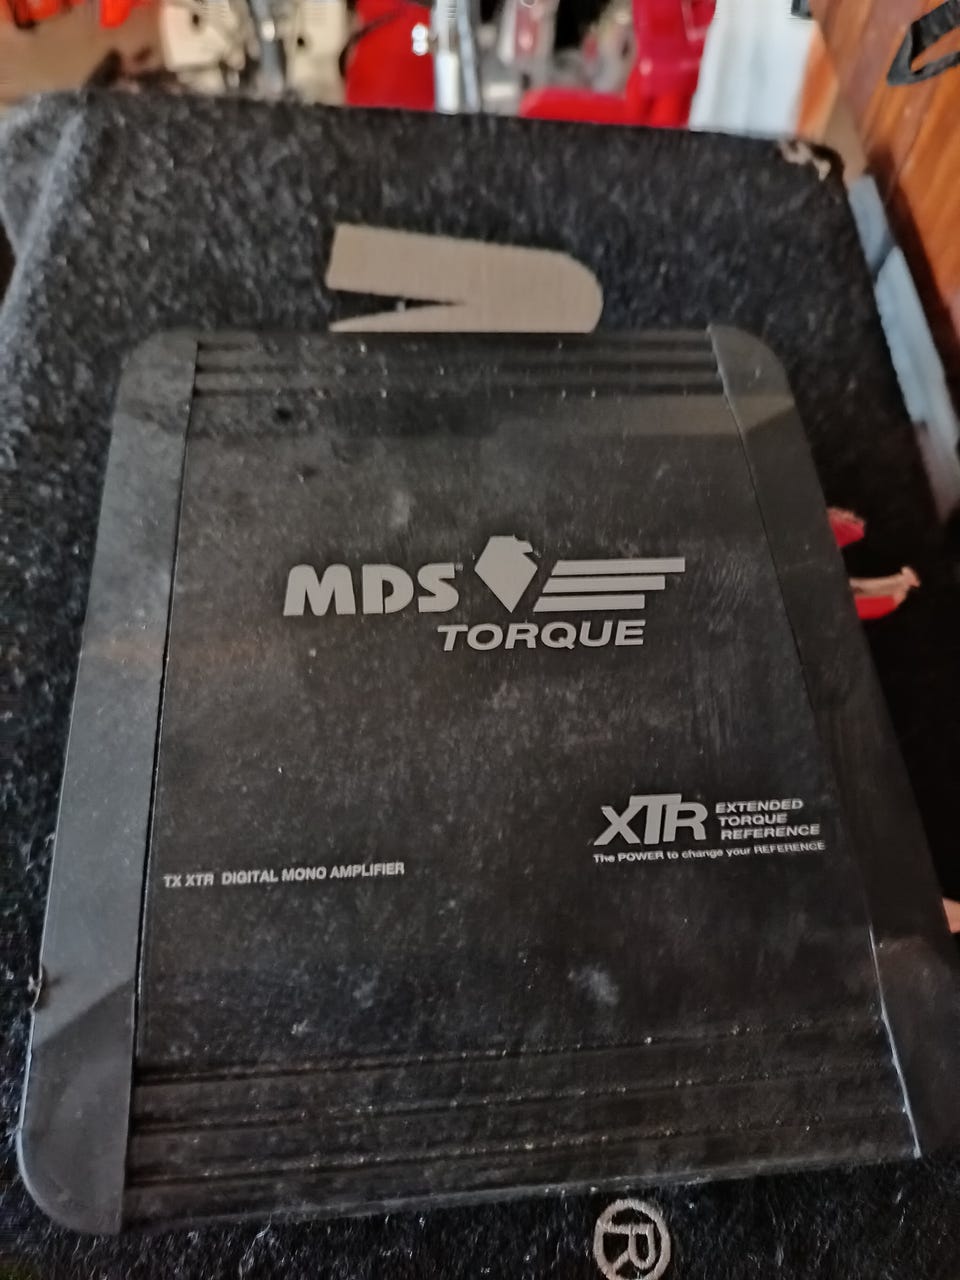 MDS
TORQUE
XTR EXTENDED
TORQUE
REFERENCE
The POWER to change your REFERENCE
TX XTR DIGITAL MONO AMPLIFIER
®